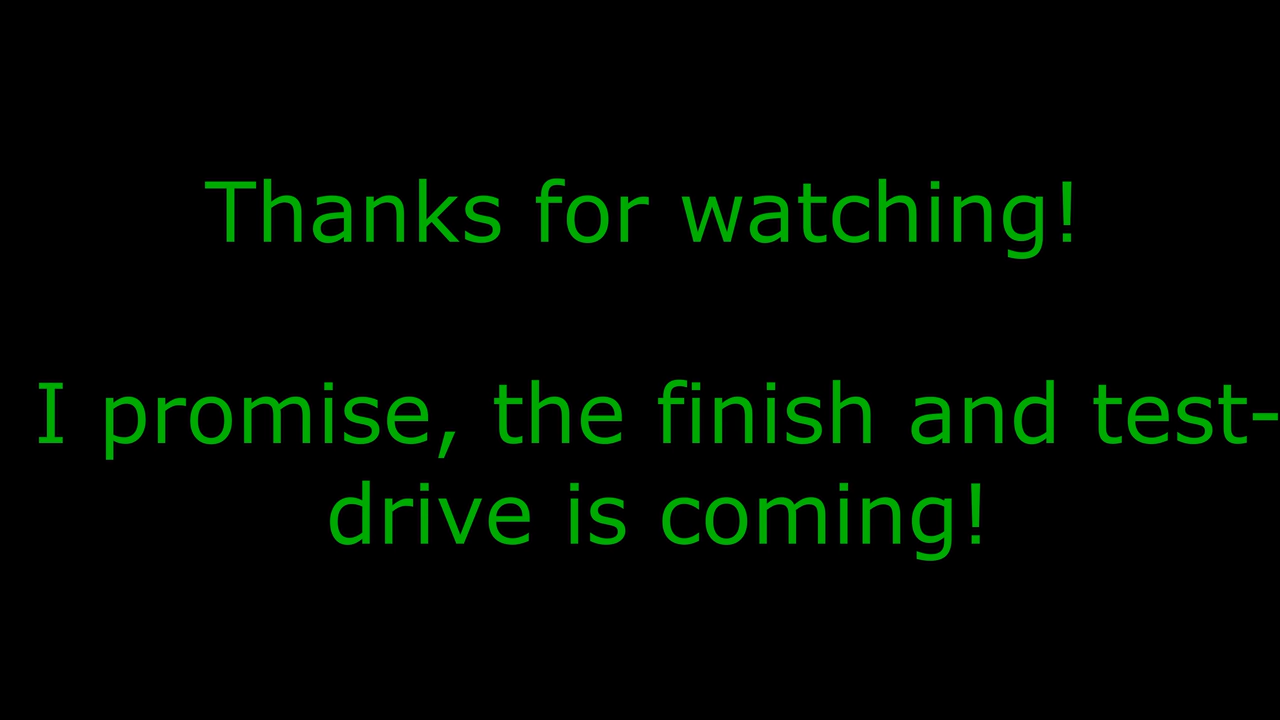 Thanks for watching!
I promise, the finish and test-
drive is coming!